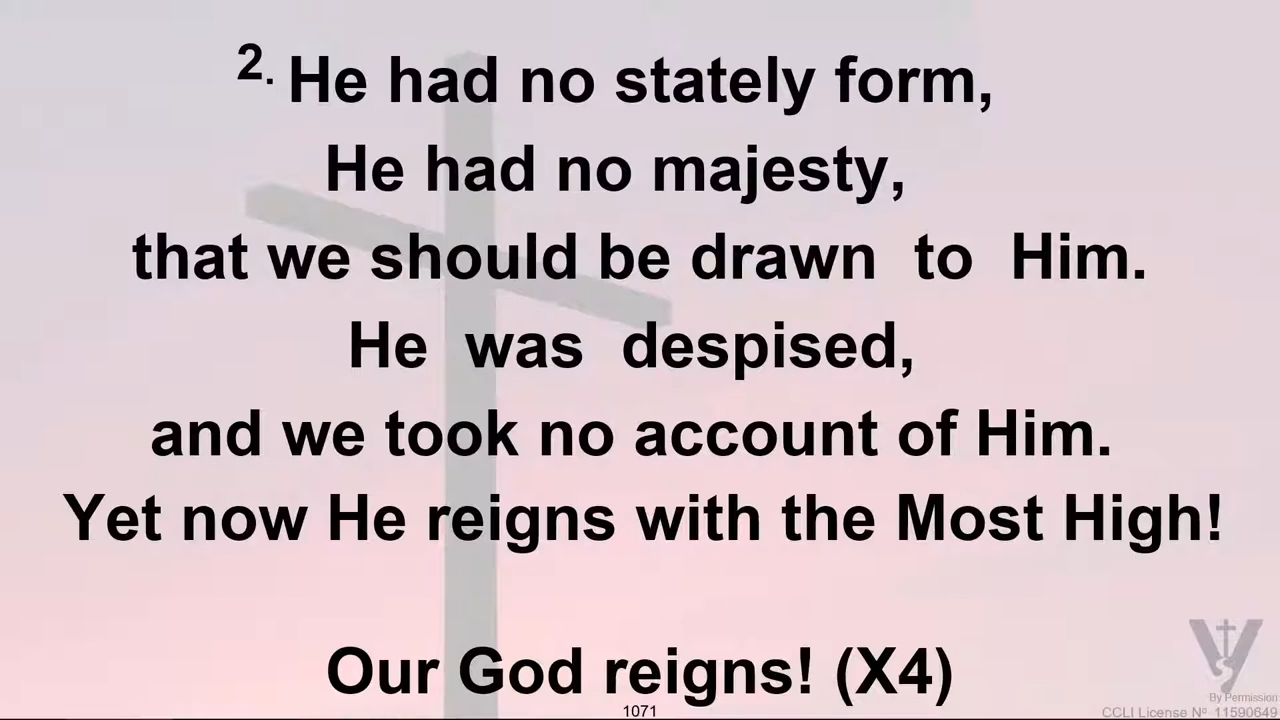 2. He had no stately form,
He had no majesty,
that we should be drawn to Him.
He was despised,
and we took no account of Him.
Yet now He reigns with the Most High!
Our God reigns! (X4)
1071
By Permission
CCLI License Nº 11590649